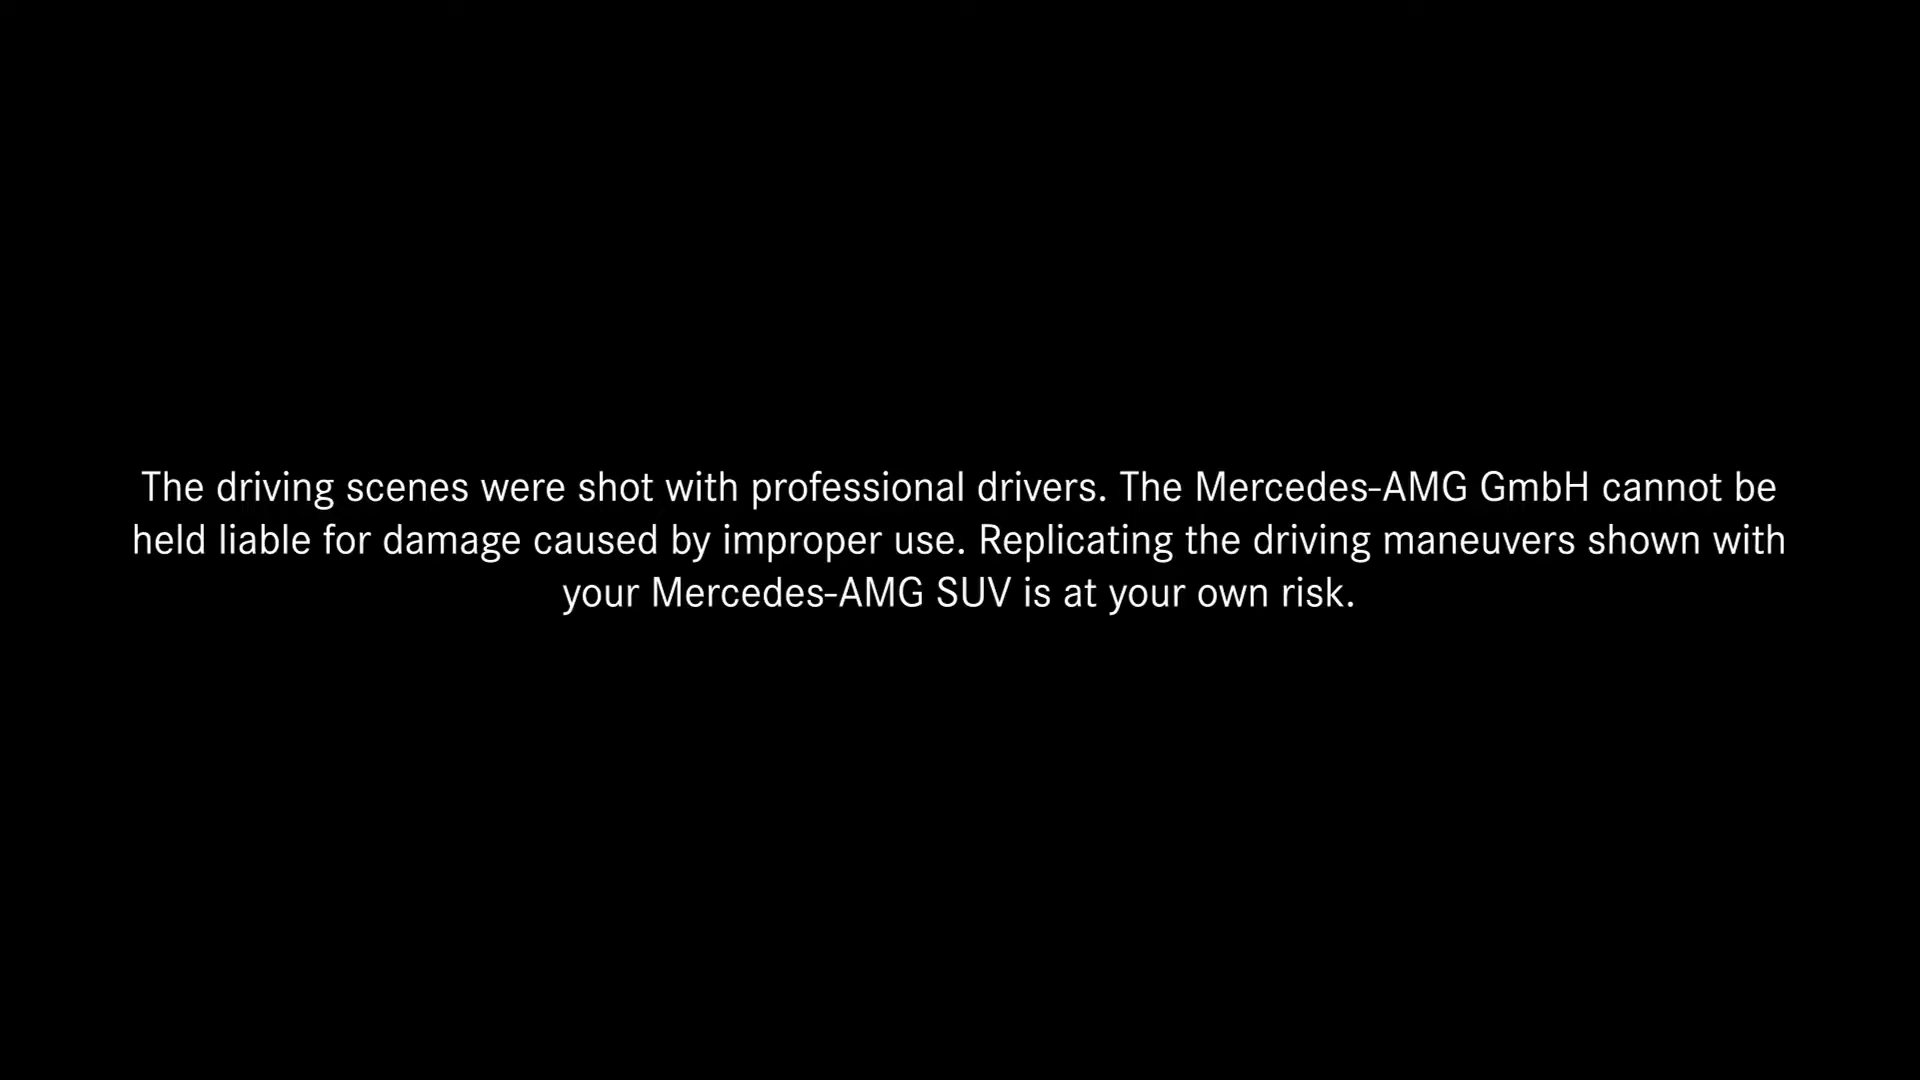 The driving scenes were shot with professional drivers. The Mercedes-AMG GmbH cannot be
held liable for damage caused by improper use. Replicating the driving maneuvers shown with
your Mercedes-AMG SUV is at your own risk.